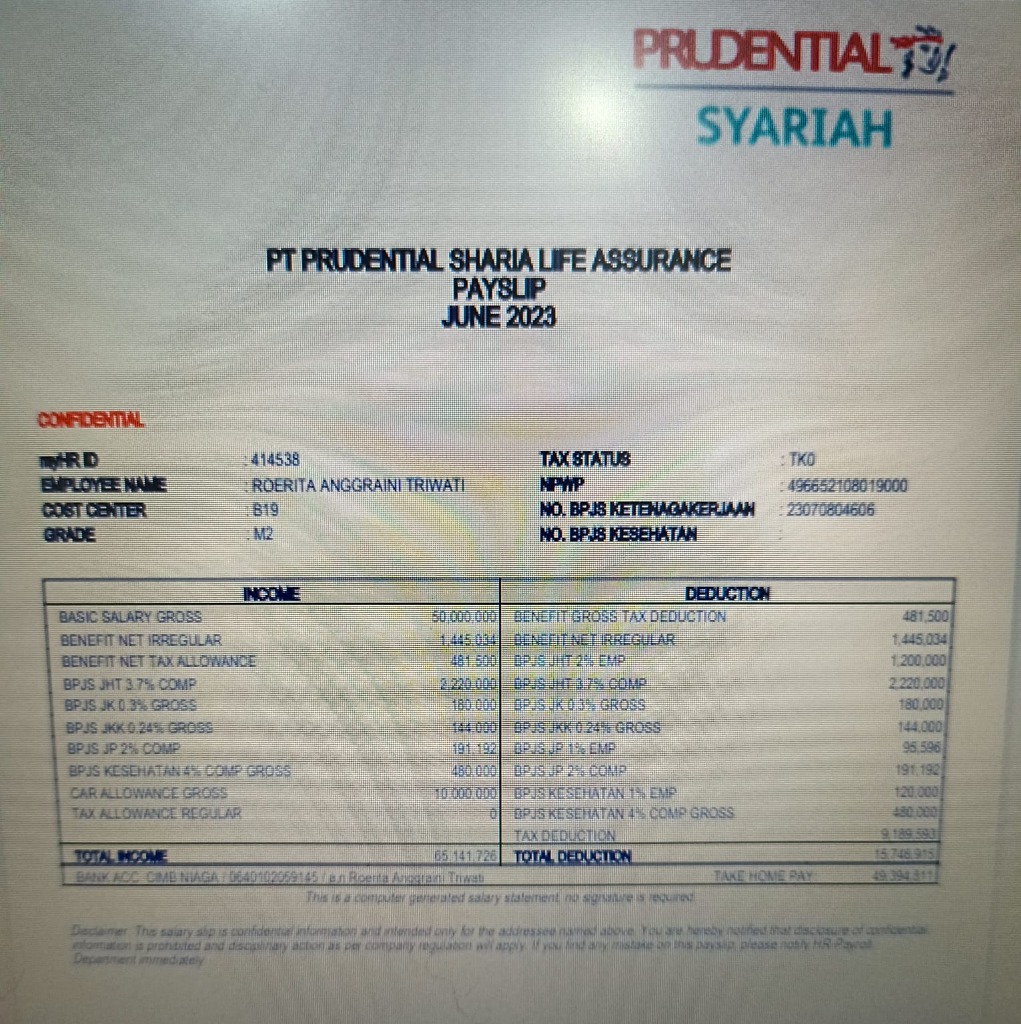 PRUDENTIAL
SYARIAH
PT PRUDENTIAL SHARIA LIFE ASSURANCE
PAYSLIP
JUNE 2023
CONFIDENTIAL
myHR ID : 414538 TAX STATUS : TK0
EMPLOYEE NAME : ROERITA ANGGRAINI TRIWATI NPWP : 496652108019000
COST CENTER : B19 NO. BPJS KETENAGAKERJAAN : 23070804606
GRADE : M2 NO. BPJS KESEHATAN :
INCOME DEDUCTION
BASIC SALARY GROSS 50,000,000 BENEFIT GROSS TAX DEDUCTION 481,500
BENEFIT NET IRREGULAR 1,445,034 BENEFIT NET IRREGULAR 1,445,034
BENEFIT NET TAX ALLOWANCE 481,500 BPJS JHT 2% EMP 1,200,000
BPJS JHT 3.7% COMP 2,220,000 BPJS JHT 3.7% COMP 2,220,000
BPJS JK 0.3% GROSS 180,000 BPJS JK 0.3% GROSS 180,000
BPJS JKK 0.24% GROSS 144,000 BPJS JKK 0.24% GROSS 144,000
BPJS JP 2% COMP 191,192 BPJS JP 1% EMP 95,596
BPJS KESEHATAN 4% COMP GROSS 480,000 BPJS JP 2% COMP 191,192
CAR ALLOWANCE GROSS 10,000,000 BPJS KESEHATAN 1% EMP 120,000
TAX ALLOWANCE REGULAR 0 BPJS KESEHATAN 4% COMP GROSS 480,000
TAX DEDUCTION 9,189,593
TOTAL INCOME 65,141,726 TOTAL DEDUCTION 15,746,915
BANK ACC CIMB NIAGA / 0640102059145 / a.n Roerita Anggraini Triwati TAKE HOME PAY 49,394,811
This is a computer generated salary statement, no signature is required
Disclaimer: This salary slip is confidential information and intended only for the addressee named above. You are hereby notified that disclosure of confidential
information is prohibited and disciplinary action as per company regulation will apply. If you find any mistake on this payslip, please notify HR-Payroll
Department immediately